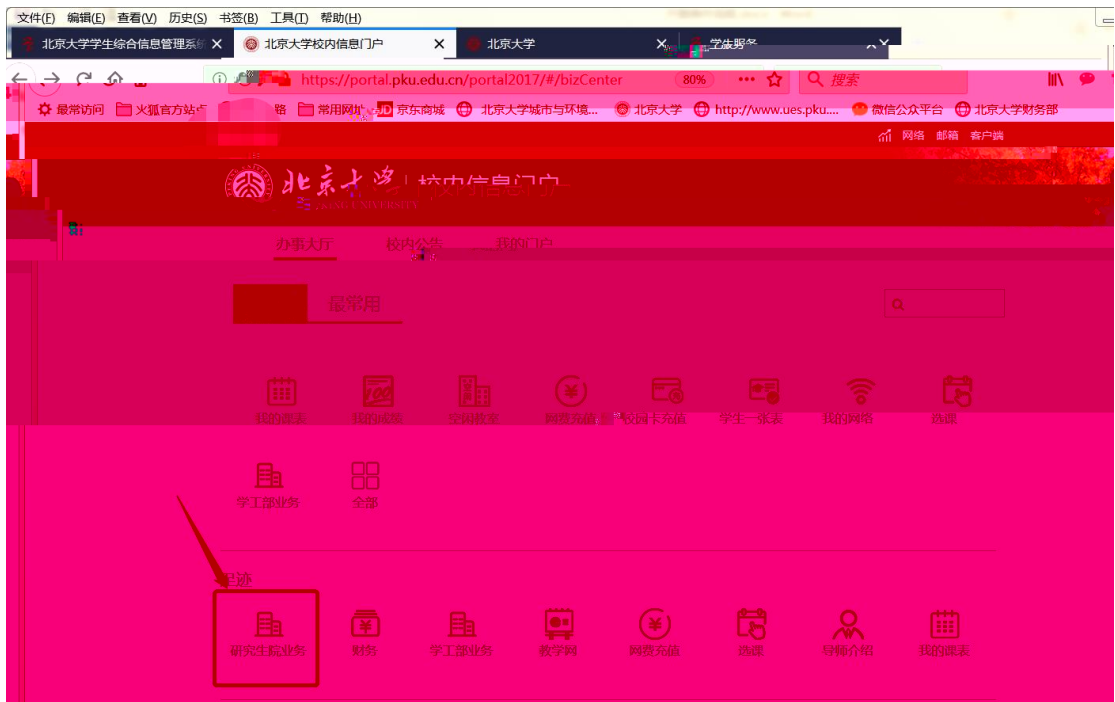 文件(F) 编辑(E) 查看(V) 历史(S) 书签(B) 工具(T) 帮助(H)
北京大学学生综合信息管理系统 北京大学校内信息门户 北京大学
https://portal.pku.edu.cn/portal2017/#/bizCenter 80% 搜索
最常访问 火狐官方站点 常用网址 京东商城 北京大学城市与环境... 北京大学 http://www.ues.pku.... 微信公众平台 北京大学财务部
网络 邮箱 客户端
北京大学 校内信息门户
办事大厅 校内公告 我的门户
最常用
我的课表 我的成绩 空闲教室 网费充值 校园卡充值 学生一张表 我的网络 选课
学工部业务 全部
研究生院业务 财务 学工部业务 教学网 网费充值 选课 导师介绍 我的课表